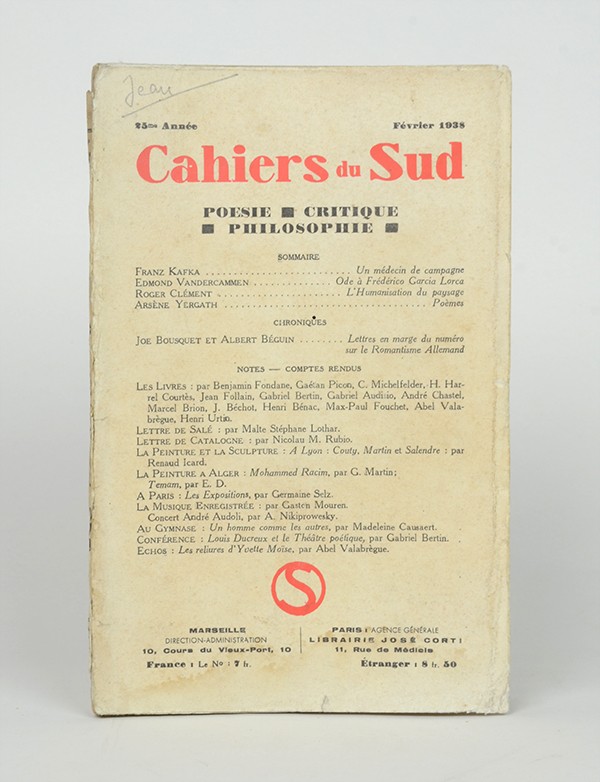 Jean
25me Année Février 1938
Cahiers du Sud
POESIE ■ CRITIQUE
■ PHILOSOPHIE ■
SOMMAIRE
FRANZ KAFKA . . . . . . . . . . . . . . . . . . . . . . . . . . Un médecin de campagne
EDMOND VANDERCAMMEN . . . . . . . . . . . . . . Ode à Frédérico Garcia Lorca
ROGER CLÉMENT . . . . . . . . . . . . . . . . . . . . . . . L'Humanisation du paysage
ARSÈNE YERGATH . . . . . . . . . . . . . . . . . . . . . . . . . . . . . . . . . . . . . Poèmes
CHRONIQUES
JOE BOUSQUET ET ALBERT BÉGUIN . . . . . . . . Lettres en marge du numéro
sur le Romantisme Allemand
NOTES — COMPTES RENDUS
LES LIVRES : par Benjamin Fondane, Gaëtan Picon, C. Michelfelder, H. Har-
rel Courtès, Jean Follain, Gabriel Bertin, Gabriel Audisio, André Chastel,
Marcel Brion, J. Béchot, Henri Bénac, Max-Paul Fouchet, Abel Vala-
brègue, Henri Urtin.
LETTRE DE SALÉ : par Malte Stéphane Lothar.
LETTRE DE CATALOGNE : par Nicolau M. Rubio.
LA PEINTURE ET LA SCULPTURE : A Lyon : Couty, Martin et Salendre : par
Renaud Icard.
LA PEINTURE A ALGER : Mohammed Racim, par G. Martin;
Temam, par E. D.
A PARIS : Les Expositions, par Germaine Selz.
LA MUSIQUE ENREGISTRÉE : par Gaston Mouren.
Concert André Audoli, par A. Nikiprowesky.
AU GYMNASE : Un homme comme les autres, par Madeleine Causaert.
CONFÉRENCE : Louis Ducreux et le Théâtre poétique, par Gabriel Bertin.
ECHOS : Les reliures d'Yvette Moïse, par Abel Valabrègue.
S
MARSEILLE
DIRECTION-ADMINISTRATION
10, Cours du Vieux-Port, 10
France : Le No : 7 fr.
PARIS : AGENCE GÉNÉRALE
LIBRAIRIE JOSÉ CORTI
11, Rue de Médicis
Étranger : 8 fr. 50